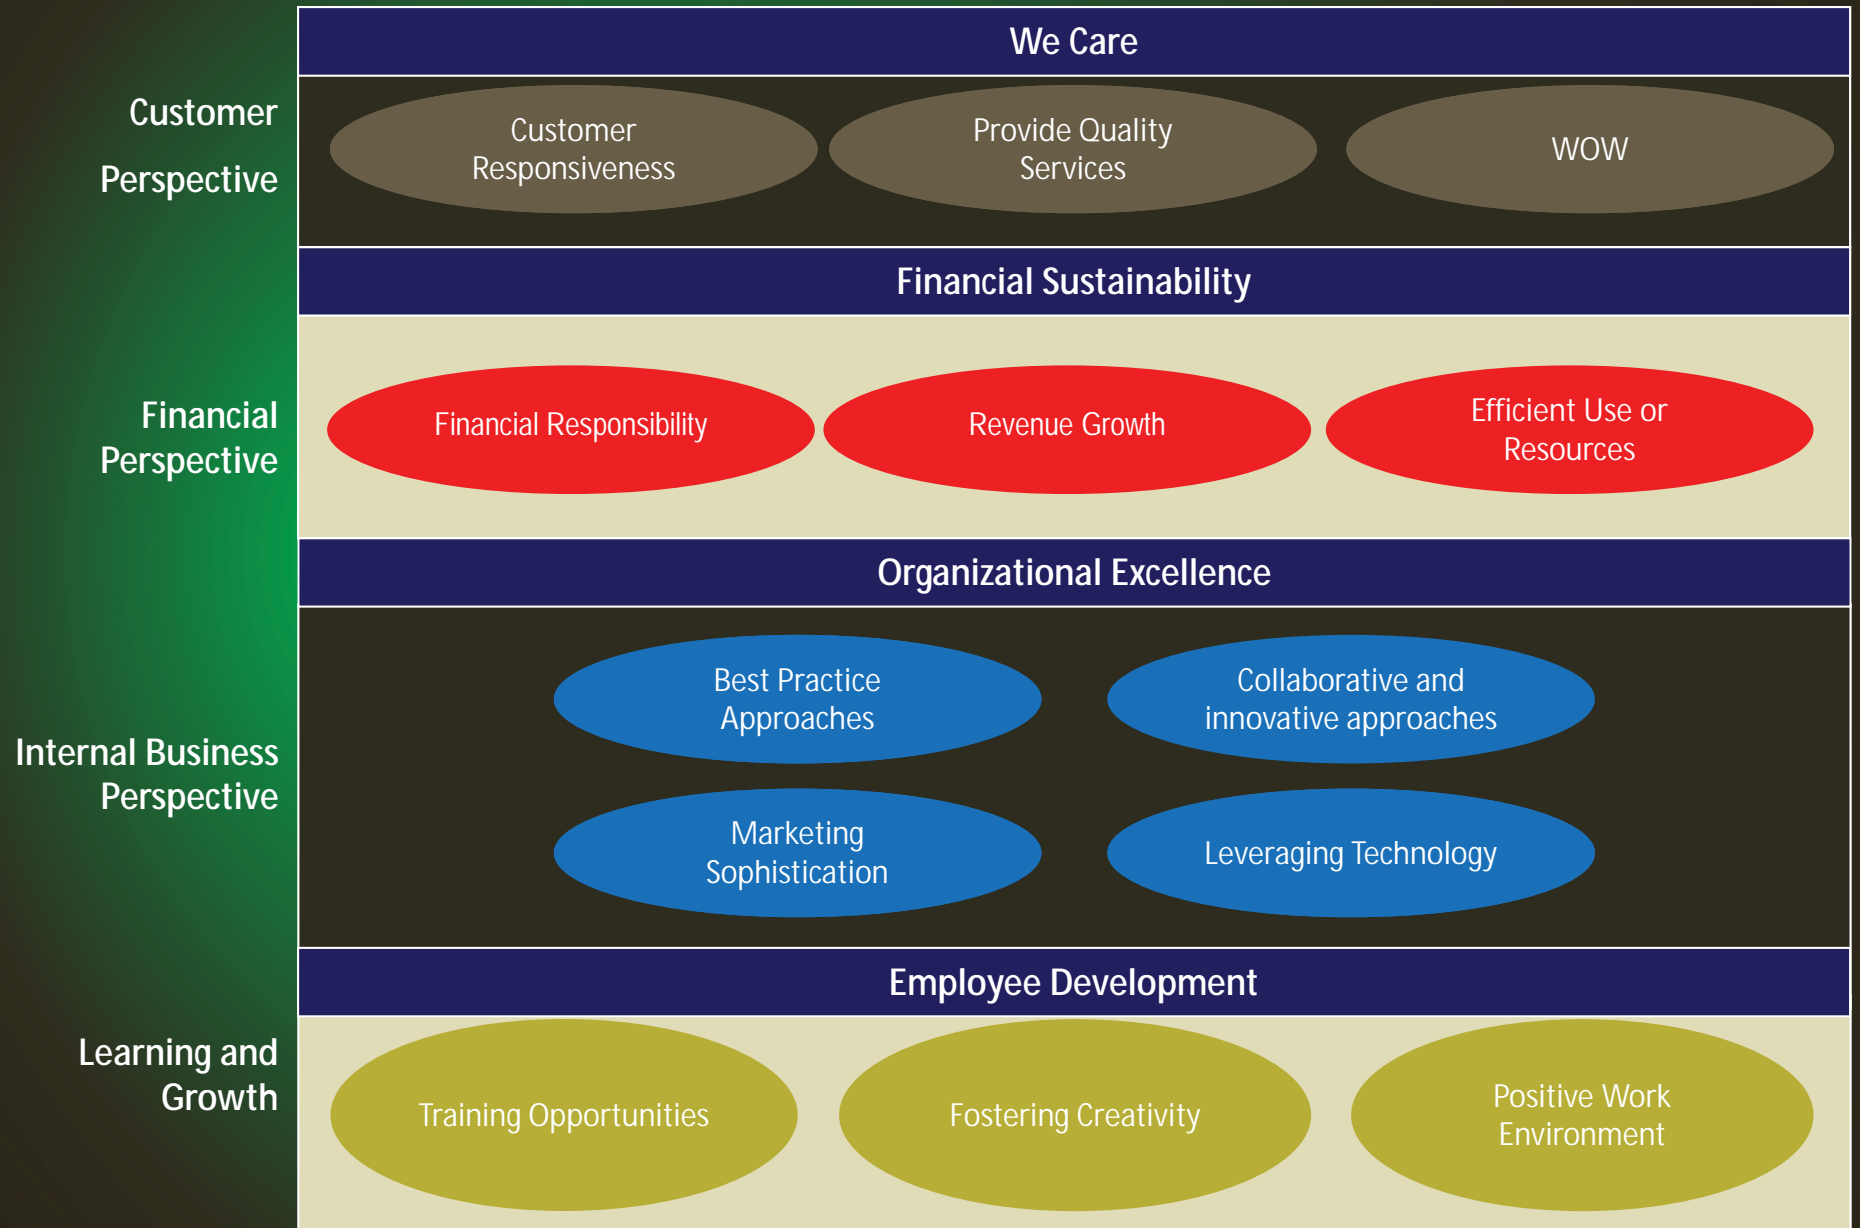 We Care
Customer
Perspective
Customer
Responsiveness
Provide Quality
Services
WOW
Financial Sustainability
Financial
Perspective
Financial Responsibility
Revenue Growth
Efficient Use or
Resources
Organizational Excellence
Internal Business
Perspective
Best Practice
Approaches
Collaborative and
innovative approaches
Marketing
Sophistication
Leveraging Technology
Employee Development
Learning and
Growth
Training Opportunities
Fostering Creativity
Positive Work
Environment